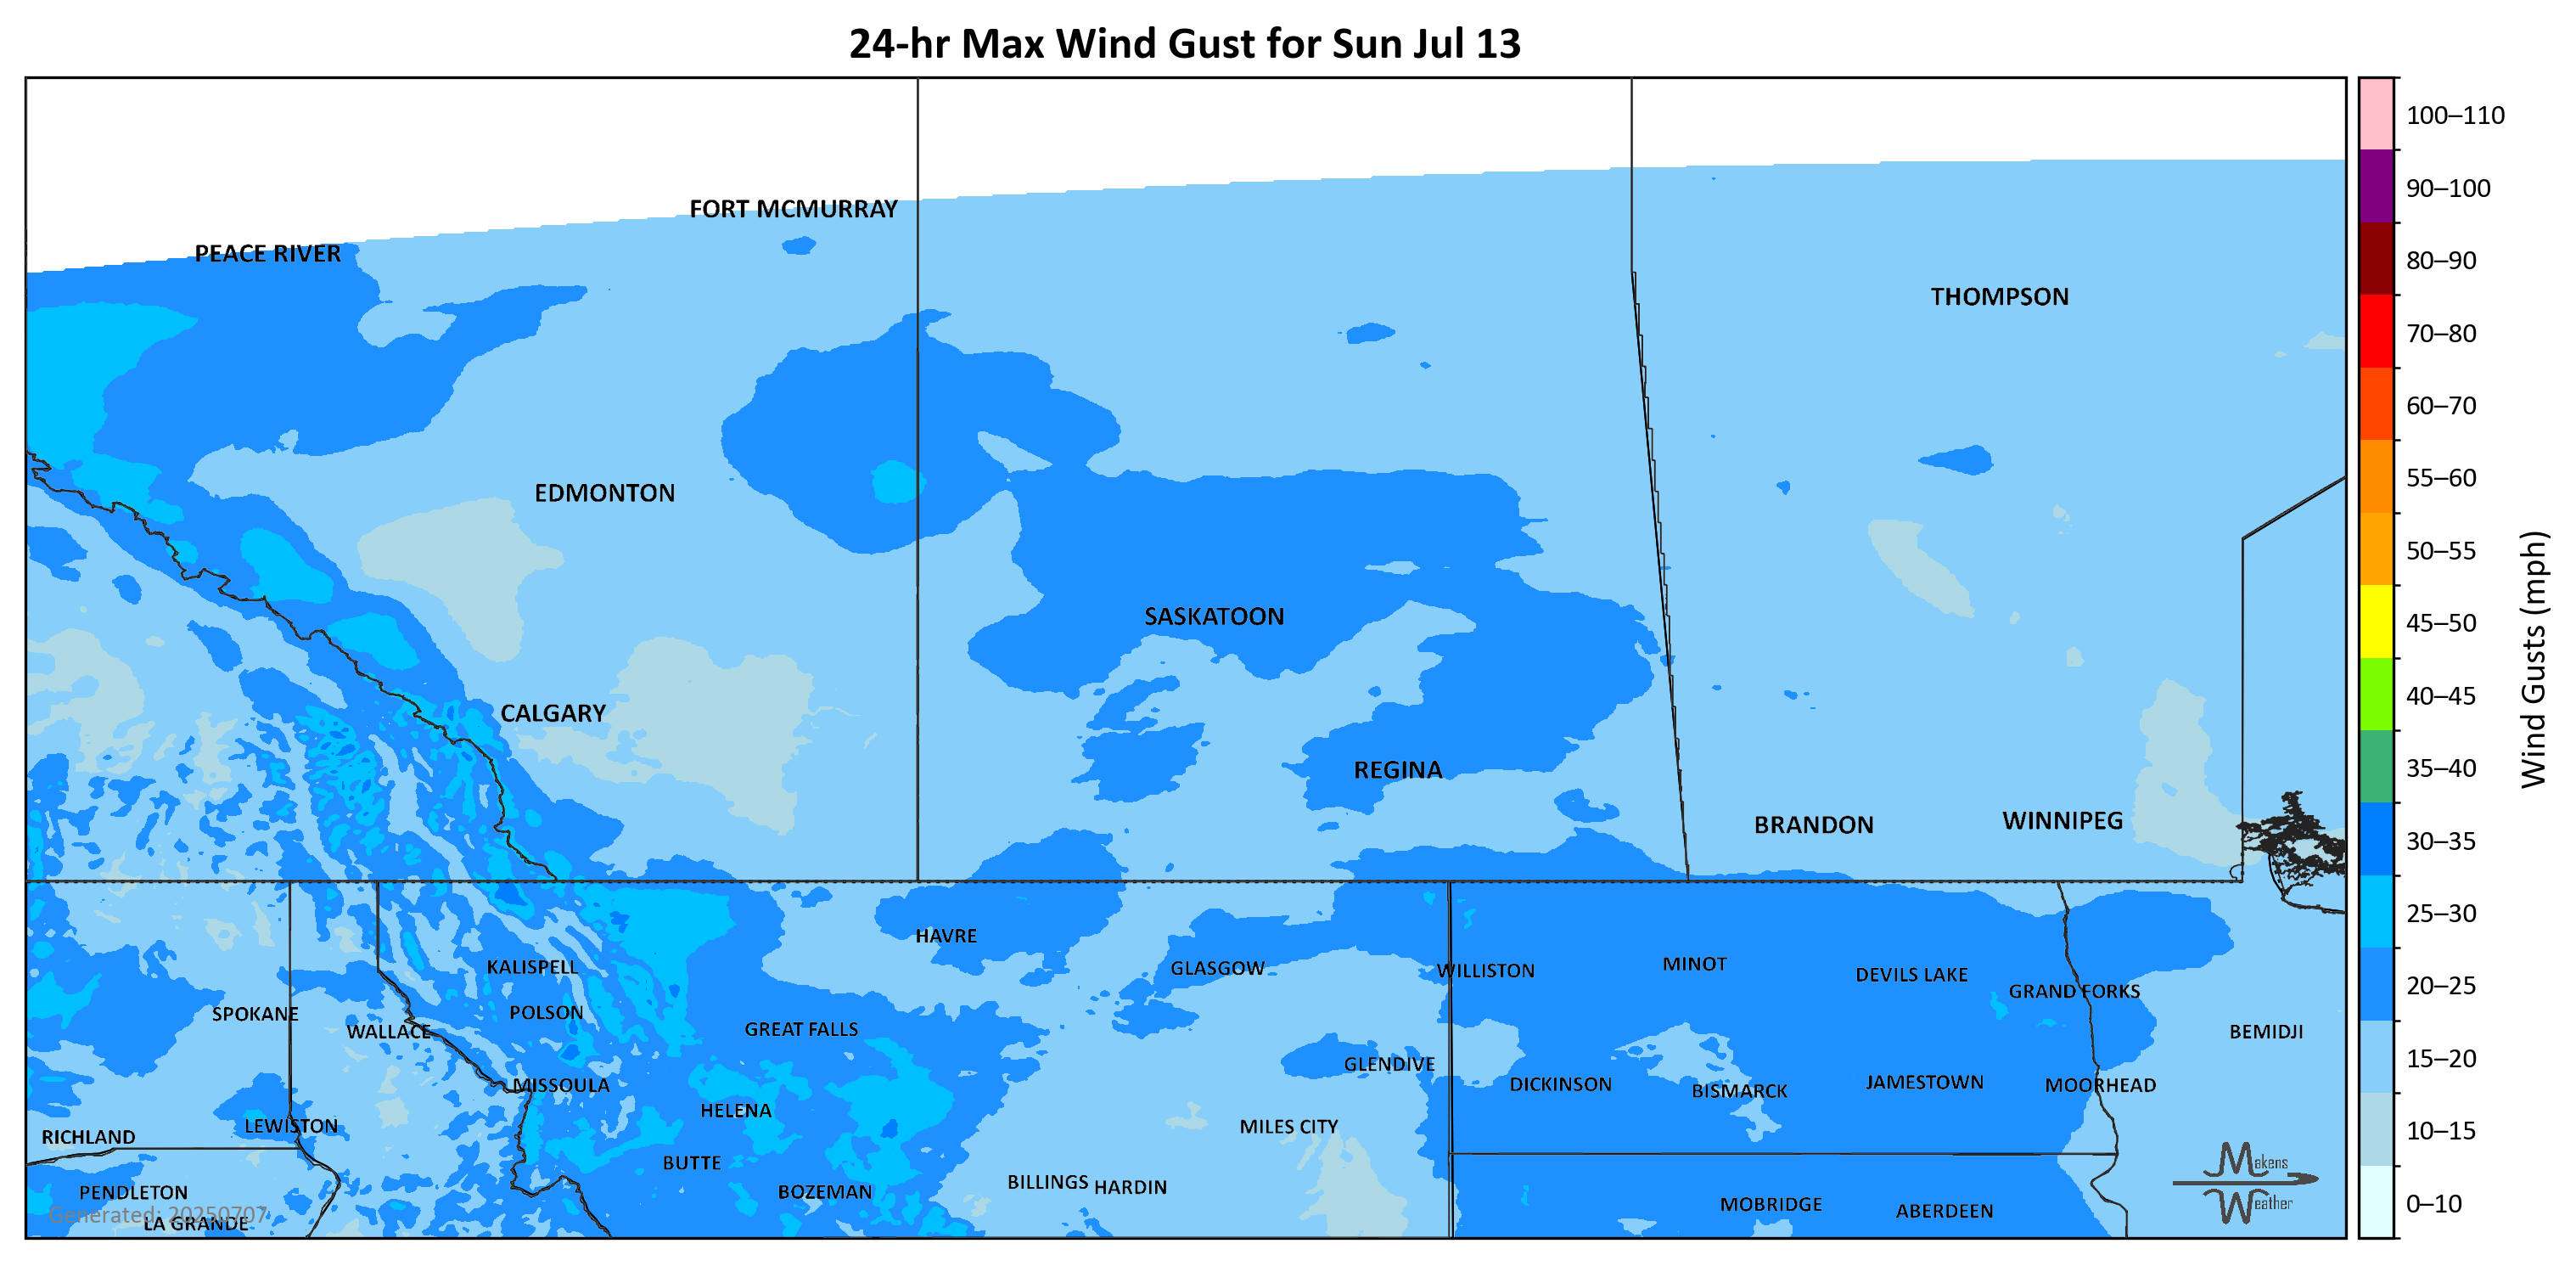 24-hr Max Wind Gust for Sun Jul 13
100–110
FORT MCMURRAY
90–100
PEACE RIVER
80–90
THOMPSON
70–80
60–70
55–60
EDMONTON
50–55
45–50
SASKATOON
Wind Gusts (mph)
40–45
CALGARY
35–40
REGINA
WINNIPEG
BRANDON
30–35
25–30
HAVRE
MINOT
KALISPELL
GLASGOW
WILLISTON
DEVILS LAKE
20–25
GRAND FORKS
POLSON
SPOKANE
GREAT FALLS
WALLACE
BEMIDJI
15–20
GLENDIVE
JAMESTOWN
DICKINSON
MISSOULA
MOORHEAD
BISMARCK
HELENA
LEWISTON
MILES CITY
10–15
RICHLAND
BUTTE
Makens
BILLINGS
HARDIN
PENDLETON
BOZEMAN
Weather
MOBRIDGE
0–10
ABERDEEN
Generated: 20250707
LA GRANDE